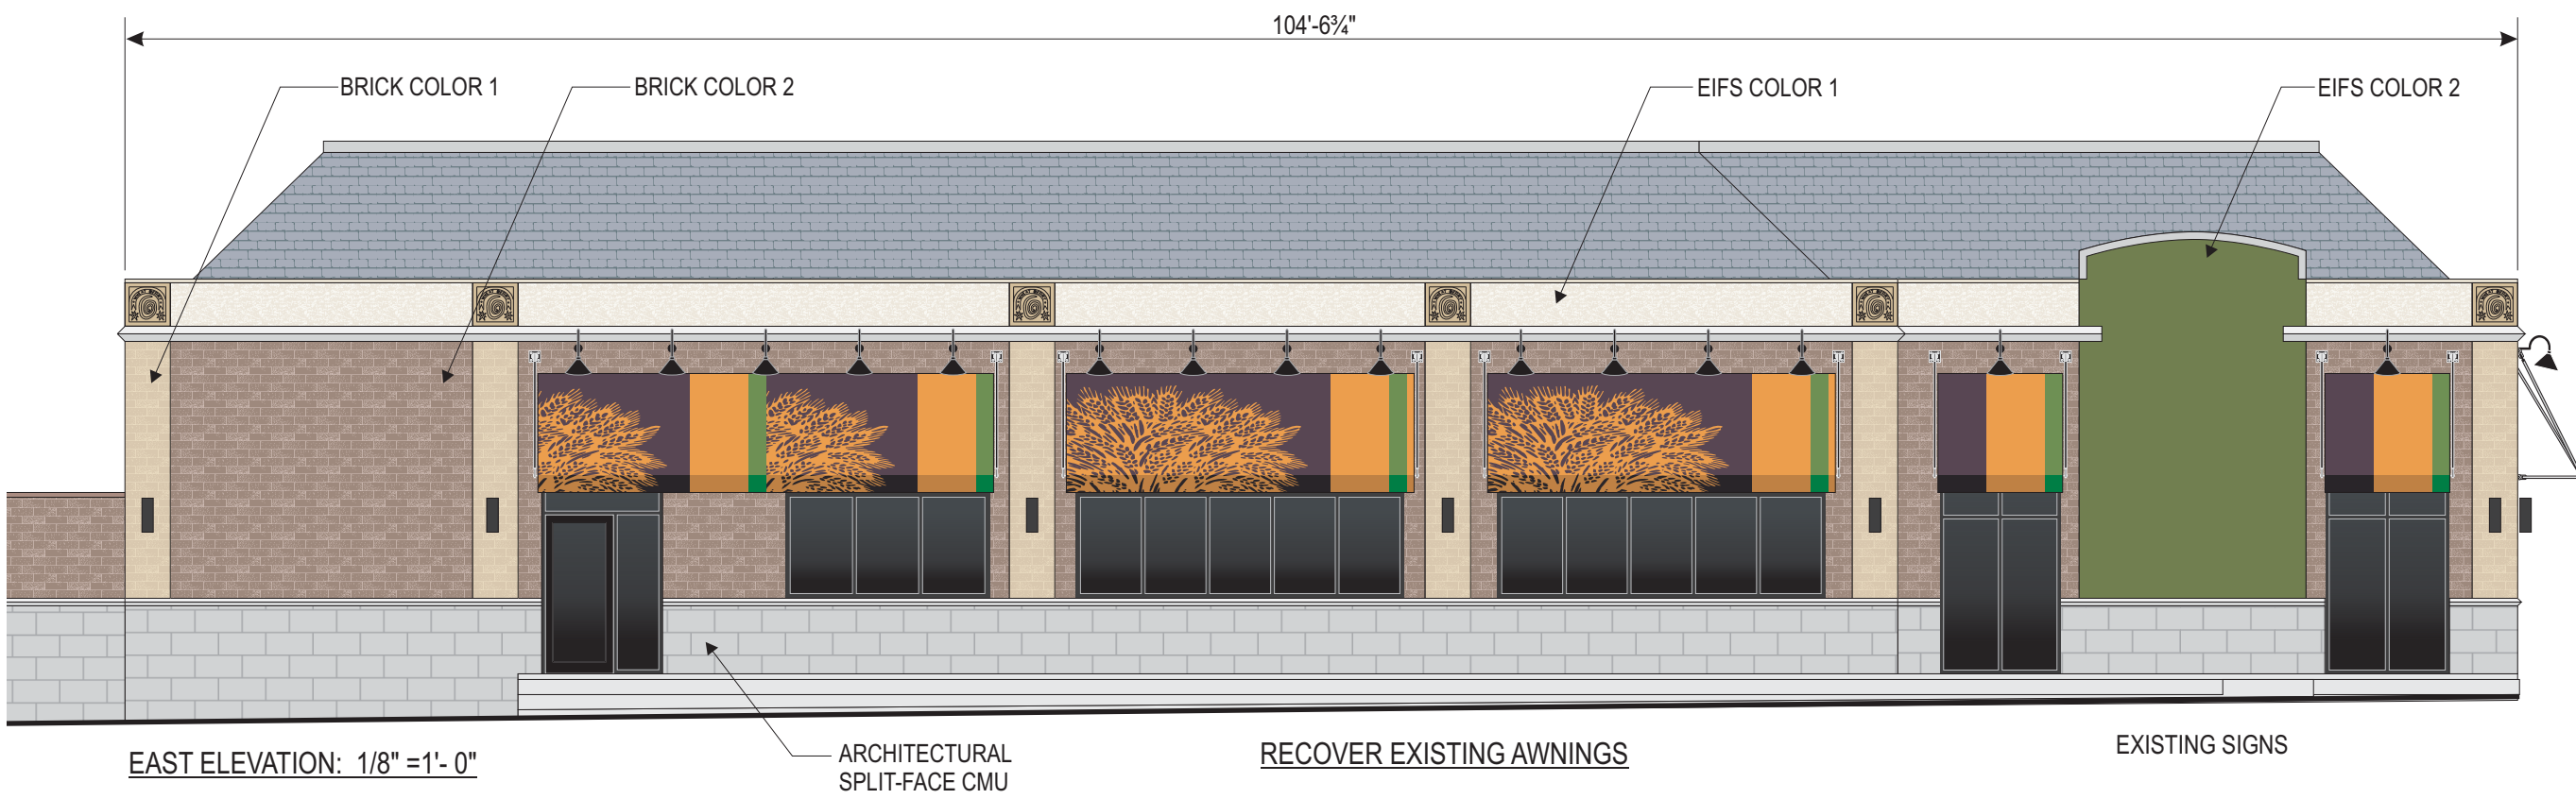 104'-6¾"
BRICK COLOR 1
BRICK COLOR 2
EIFS COLOR 1
EIFS COLOR 2
EAST ELEVATION: 1/8" =1'- 0"
ARCHITECTURAL
SPLIT-FACE CMU
RECOVER EXISTING AWNINGS
EXISTING SIGNS